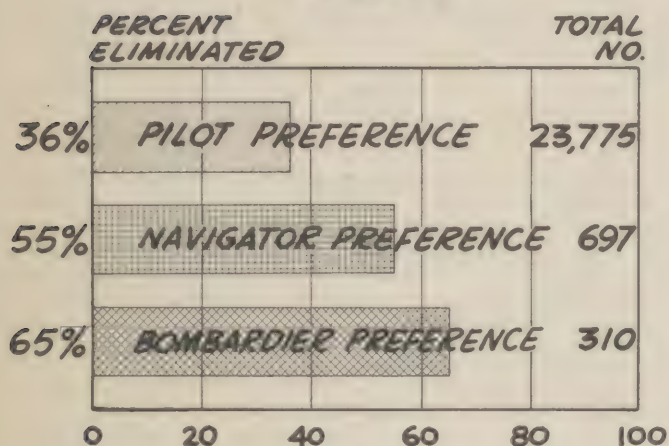 PERCENT ELIMINATED
TOTAL NO.
36% PILOT PREFERENCE 23,775
55% NAVIGATOR PREFERENCE 697
65% BOMBARDIER PREFERENCE 310
0 20 40 60 80 100